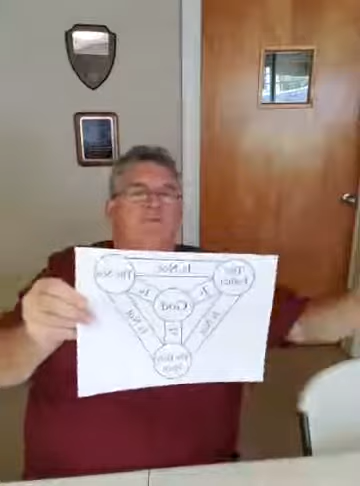 Is Not
The Son
The
Father
Is
Is
God
Is Not
Is Not
Is
The Holy
Spirit